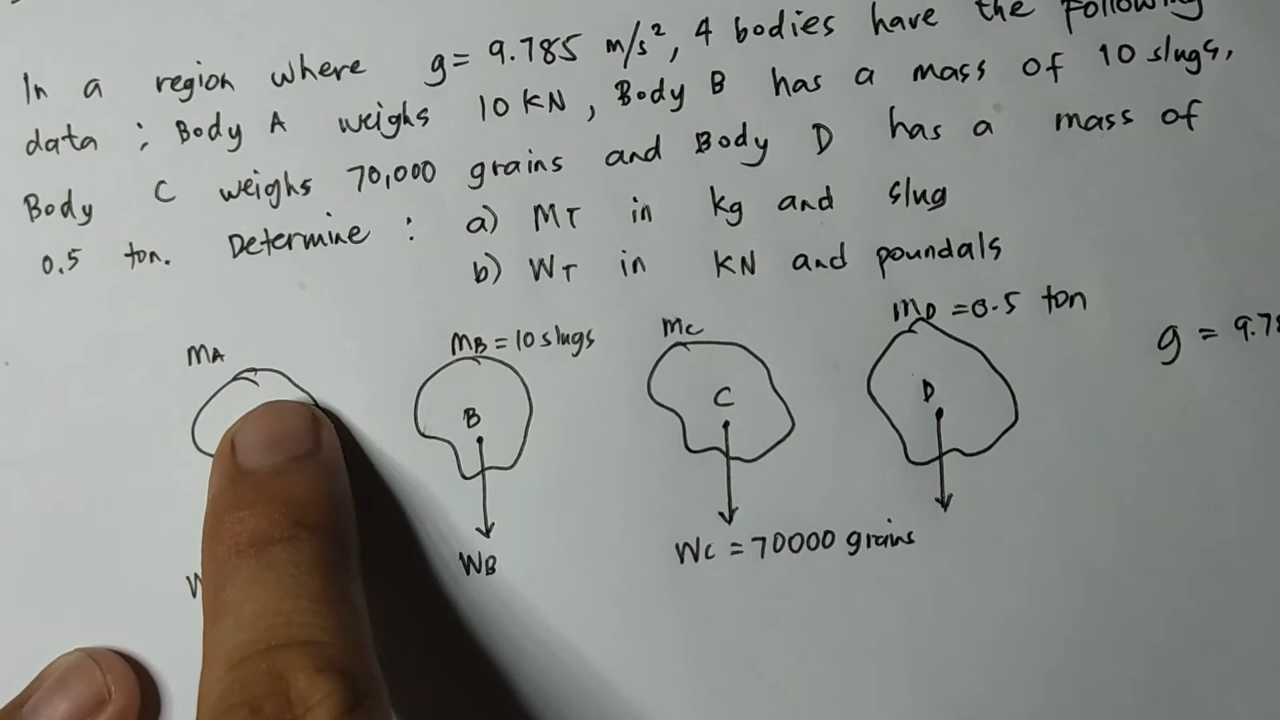 In a region where g = 9.785 m/s², 4 bodies have the following
data ; Body A weighs 10 KN, Body B has a mass of 10 slugs,
Body C weighs 70,000 grains and Body D has a mass of
0.5 ton. Determine : a) MT in kg and slug
b) WT in KN and poundals
MA
MB = 10 slugs
MC
MD = 0.5 ton
g = 9.78
B
C
D
WB
WC = 70000 grains